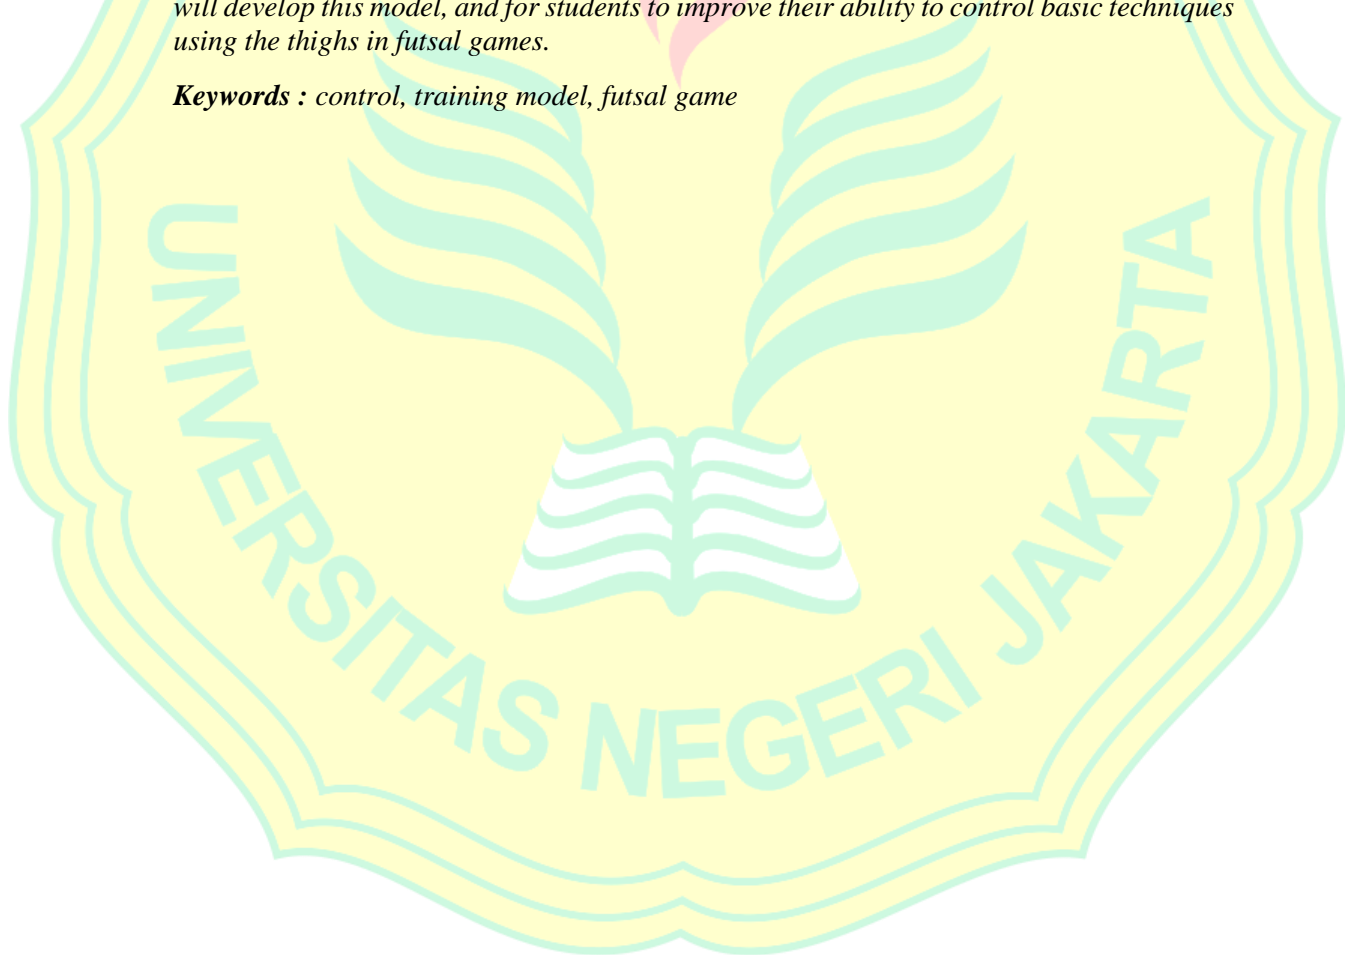 will develop this model, and for students to improve their ability to control basic techniques
using the thighs in futsal games.
Keywords : control, training model, futsal game
UNIVERSITAS NEGERI JAKARTA